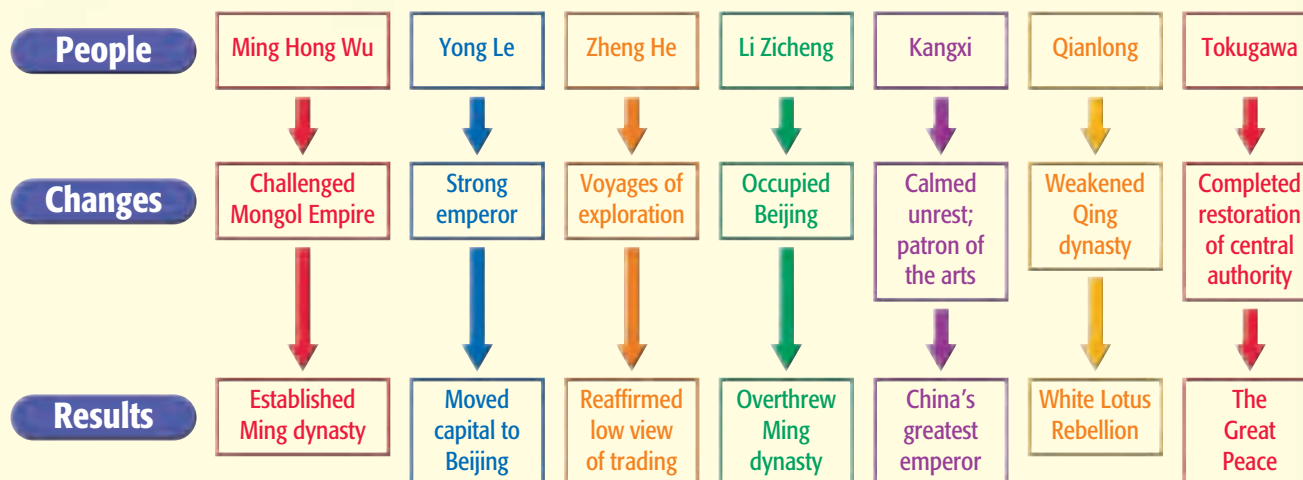 People
Ming Hong Wu
Yong Le
Zheng He
Li Zicheng
Kangxi
Qianlong
Tokugawa
Changes
Challenged
Mongol Empire
Strong
emperor
Voyages of
exploration
Occupied
Beijing
Calmed
unrest;
patron of
the arts
Weakened
Qing
dynasty
Completed
restoration
of central
authority
Results
Established
Ming dynasty
Moved
capital to
Beijing
Reaffirmed
low view
of trading
Overthrew
Ming
dynasty
China's
greatest
emperor
White Lotus
Rebellion
The
Great
Peace